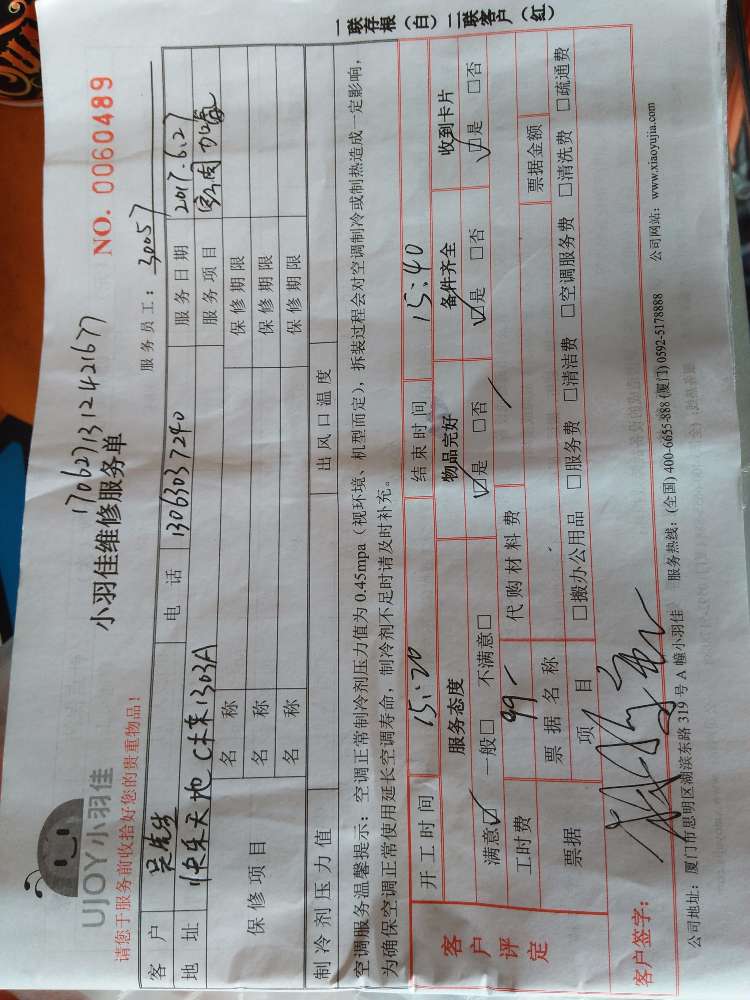 一联存根（白）二联客户（红）
UJOY小羽佳
1706271312421677
NO. 0060489
小羽佳维修服务单
请您于服务前收拾好您的贵重物品！
服务员工：30057
客户 吴先生 电话 13063037240 服务日期 2017.6.27
地址 快乐天地C栋1303A 服务项目 空调加氟
保修项目 名称 保修期限
名称 保修期限
名称 保修期限
制冷剂压力值 出风口温度
空调服务温馨提示：空调正常制冷剂压力值为0.45mpa（视环境、机型而定），拆装过程会对空调制冷或制热造成一定影响，
为确保空调正常使用延长空调寿命，制冷剂不足时请及时补充。
客户评定
开工时间 15:20 结束时间 15:40
服务态度 物品完好 备件齐全 收到卡片
满意☑ 一般□ 不满意□ ☑是 □否 ☑是 □否 ☑是 □否
工时费 99- 代购材料费 /
票据 票据名称 票据金额
项目 □搬办公用品 □服务费 □清洁费 □空调服务费 □清洗费 □疏通费
客户签字：
公司地址：厦门市思明区湖滨东路319号A幢小羽佳 服务热线：(全国) 400-6655-888 (厦门) 0592-5178888 公司网站：www.xiaoyujia.com